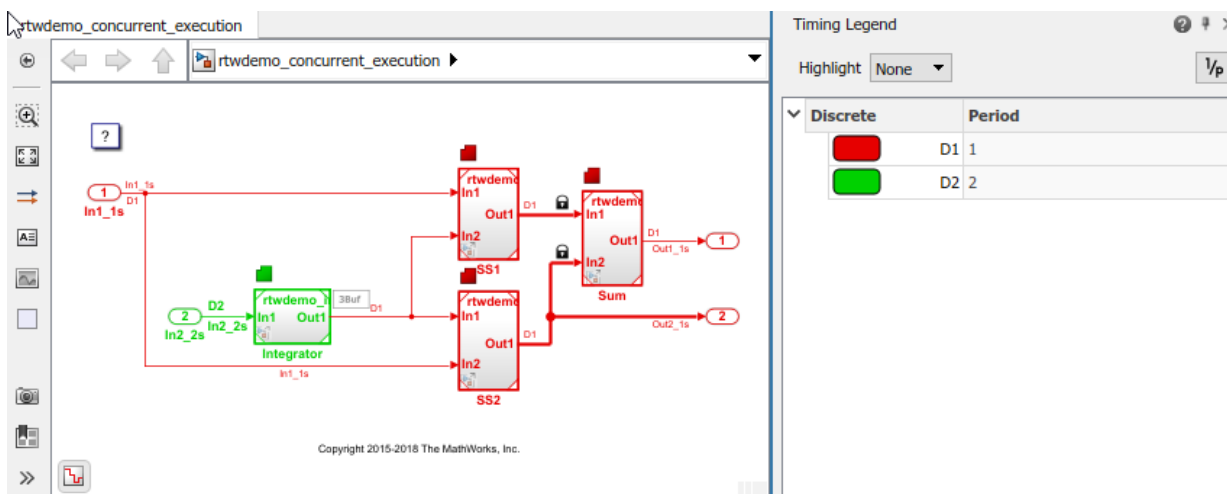 rtwdemo_concurrent_execution
rtwdemo_concurrent_execution
?
1
In1_1s
D1
In1_1s
2
In2_2s
D2
In2_2s
rtwdemo_i
In1
Out1
Integrator
3Buf
D1
In1_1s
rtwdemo
In1
Out1
In2
SS1
D1
rtwdemo
In1
Out1
In2
SS2
D1
rtwdemo
In1
Out1
In2
Sum
D1
Out1_1s
1
Out2_1s
2
Copyright 2015-2018 The MathWorks, Inc.
Timing Legend
Highlight None
1/P
Discrete Period
D1 1
D2 2